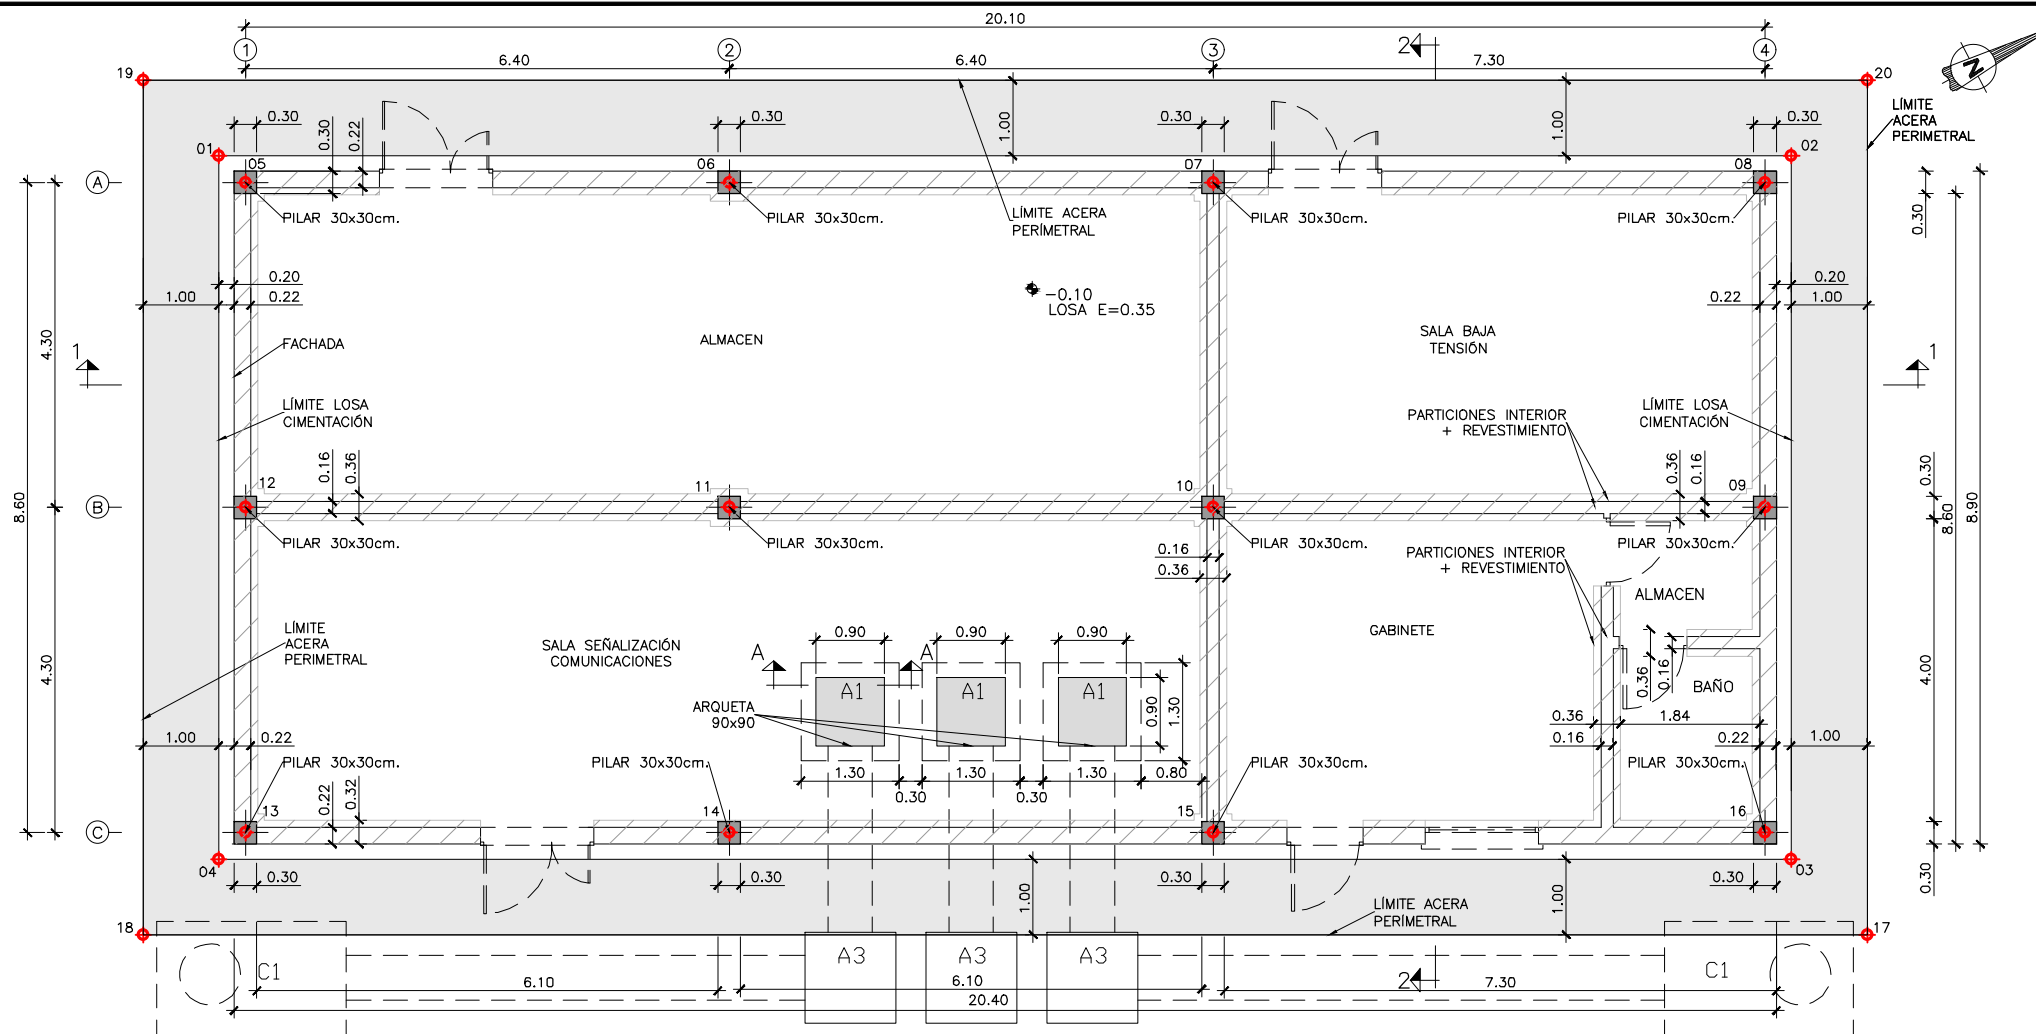 20.10
1
2
3
4
2
6.40
6.40
7.30
N
19
20
LÍMITE
ACERA
PERIMETRAL
0.30
0.30
0.22
0.30
1.00
0.30
1.00
0.30
01
05
06
07
08
02
A
PILAR 30x30cm.
PILAR 30x30cm.
LÍMITE ACERA
PERÍMETRAL
PILAR 30x30cm.
PILAR 30x30cm.
0.30
0.20
1.00
0.22
-0.10
LOSA E=0.35
0.20
0.22
1.00
4.30
FACHADA
ALMACEN
SALA BAJA
TENSIÓN
1
1
LÍMITE LOSA
CIMENTACIÓN
PARTICIONES INTERIOR
+ REVESTIMIENTO
LÍMITE LOSA
CIMENTACIÓN
0.16
0.36
0.36
0.16
0.30
12
11
10
09
8.60
B
8.60
8.90
PILAR 30x30cm.
PILAR 30x30cm.
PILAR 30x30cm.
PILAR 30x30cm.
0.16
0.36
PARTICIONES INTERIOR
+ REVESTIMIENTO
ALMACEN
LÍMITE
ACERA
PERIMETRAL
SALA SEÑALIZACIÓN
COMUNICACIONES
0.90
0.90
0.90
GABINETE
A
A
4.30
4.00
0.36
0.16
A1
A1
A1
BAÑO
ARQUETA
90x90
0.90
1.30
0.36
1.84
1.00
0.22
0.16
0.22
1.00
PILAR 30x30cm.
PILAR 30x30cm.
1.30
1.30
1.30
0.80
PILAR 30x30cm.
PILAR 30x30cm.
0.30
0.30
0.22
0.32
13
14
15
16
C
04
03
0.30
0.30
0.30
0.30
0.30
1.00
1.00
LÍMITE ACERA
PERIMETRAL
18
17
C1
A3
A3
A3
C1
6.10
6.10
2
7.30
20.40